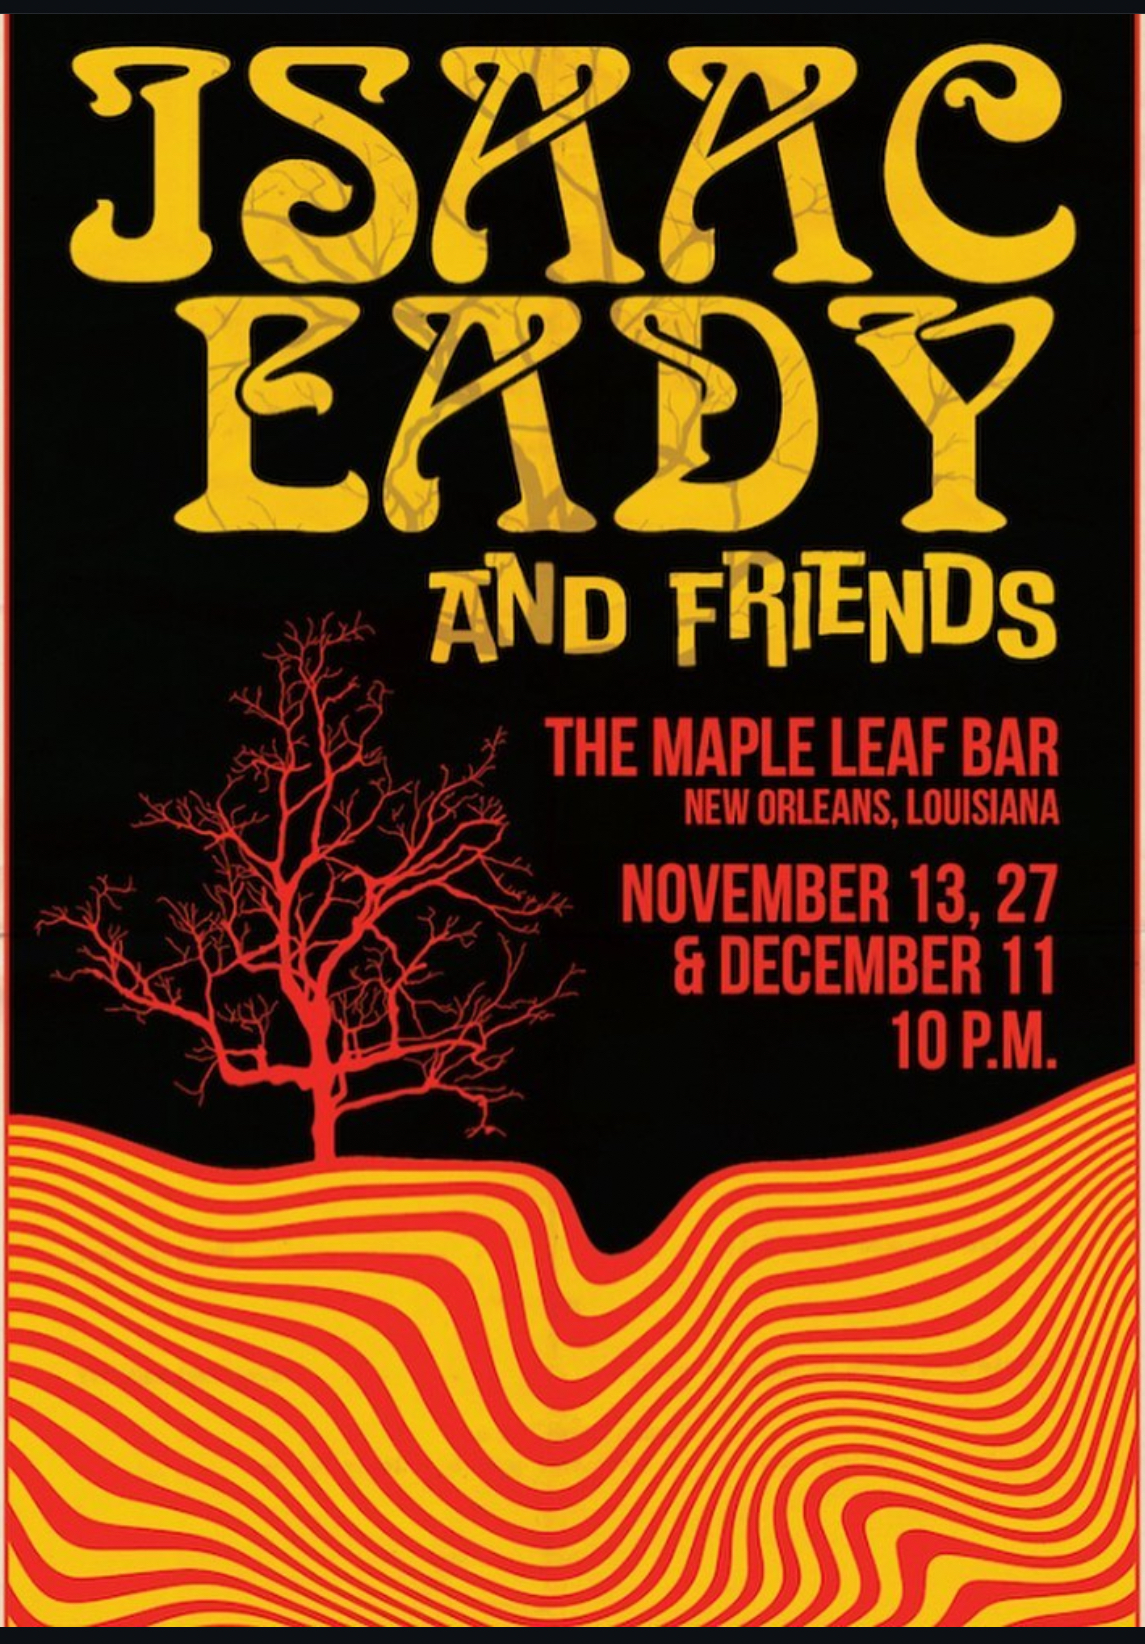 ISAAC
EADY
AND FRIENDS
THE MAPLE LEAF BAR
NEW ORLEANS, LOUISIANA
NOVEMBER 13, 27
& DECEMBER 11
10 P.M.